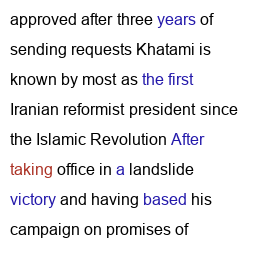 approved after three years of
sending requests Khatami is
known by most as the first
Iranian reformist president since
the Islamic Revolution After
taking office in a landslide
victory and having based his
campaign on promises of